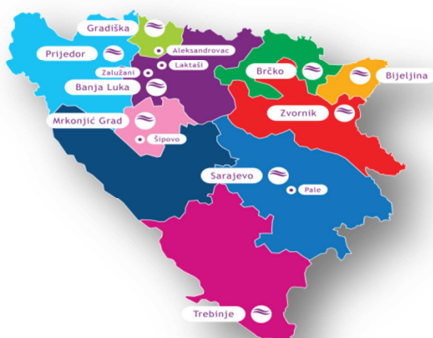 Gradiška
Aleksandrovac
Prijedor
Laktaši
Zalužani
Banja Luka
Brčko
Bijeljina
Zvornik
Mrkonjić Grad
Šipovo
Sarajevo
Pale
Trebinje